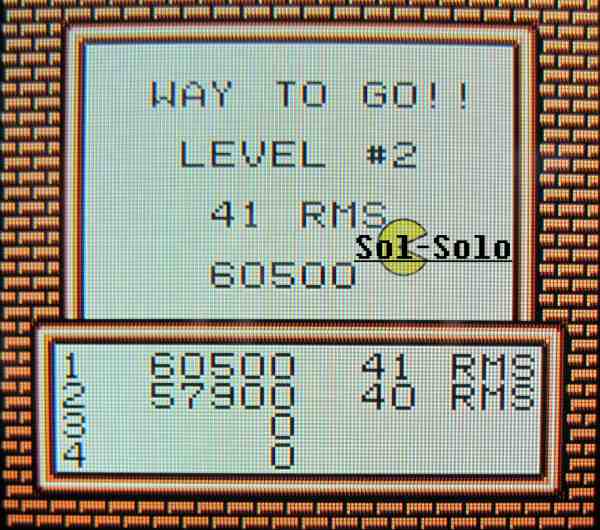 WAY TO GO!!
LEVEL #2
41 RMS
Sol-Solo
60500
1 60500 41 RMS
2 57900 40 RMS
3 0
4 0